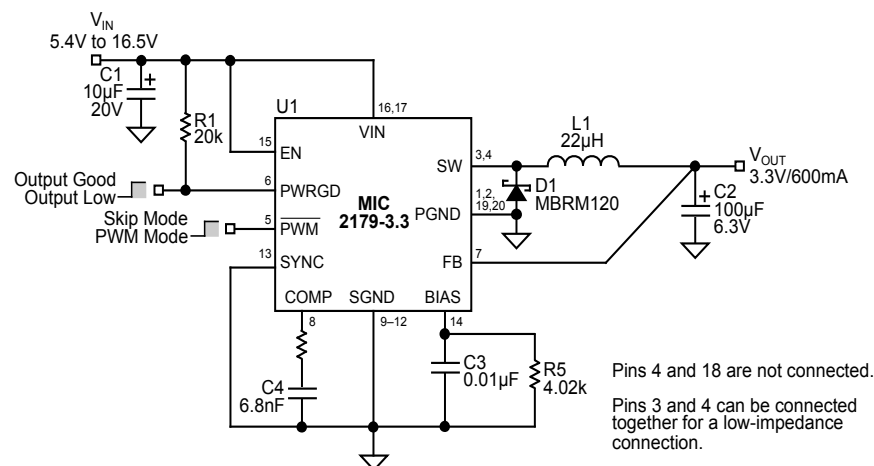 VIN
5.4V to 16.5V
C1
10µF
20V
R1
20k
U1
16,17
VIN
15
EN
SW
3,4
L1
22µH
VOUT
3.3V/600mA
Output Good
Output Low
6
PWRGD
MIC
2179-3.3
1,2,
19,20
PGND
D1
MBRM120
C2
100µF
6.3V
Skip Mode
PWM Mode
5
PWM
13
SYNC
FB
7
COMP
SGND
BIAS
8
9–12
14
C4
6.8nF
C3
0.01µF
R5
4.02k
Pins 4 and 18 are not connected.
Pins 3 and 4 can be connected
together for a low-impedance
connection.